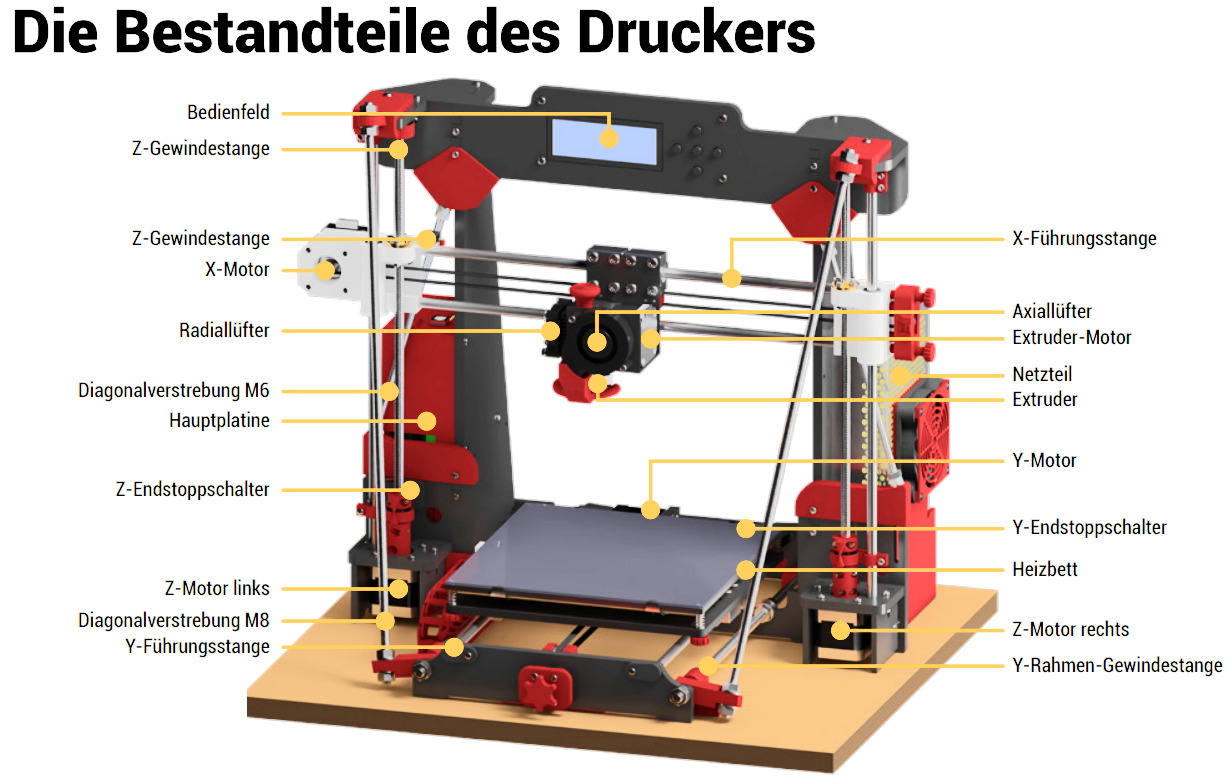 Die Bestandteile des Druckers
Bedienfeld
Z-Gewindestange
Z-Gewindestange
X-Motor
Radiallüfter
Diagonalverstrebung M6
Hauptplatine
Z-Endstoppschalter
Z-Motor links
Diagonalverstrebung M8
Y-Führungsstange
X-Führungsstange
Axiallüfter
Extruder-Motor
Netzteil
Extruder
Y-Motor
Y-Endstoppschalter
Heizbett
Z-Motor rechts
Y-Rahmen-Gewindestange